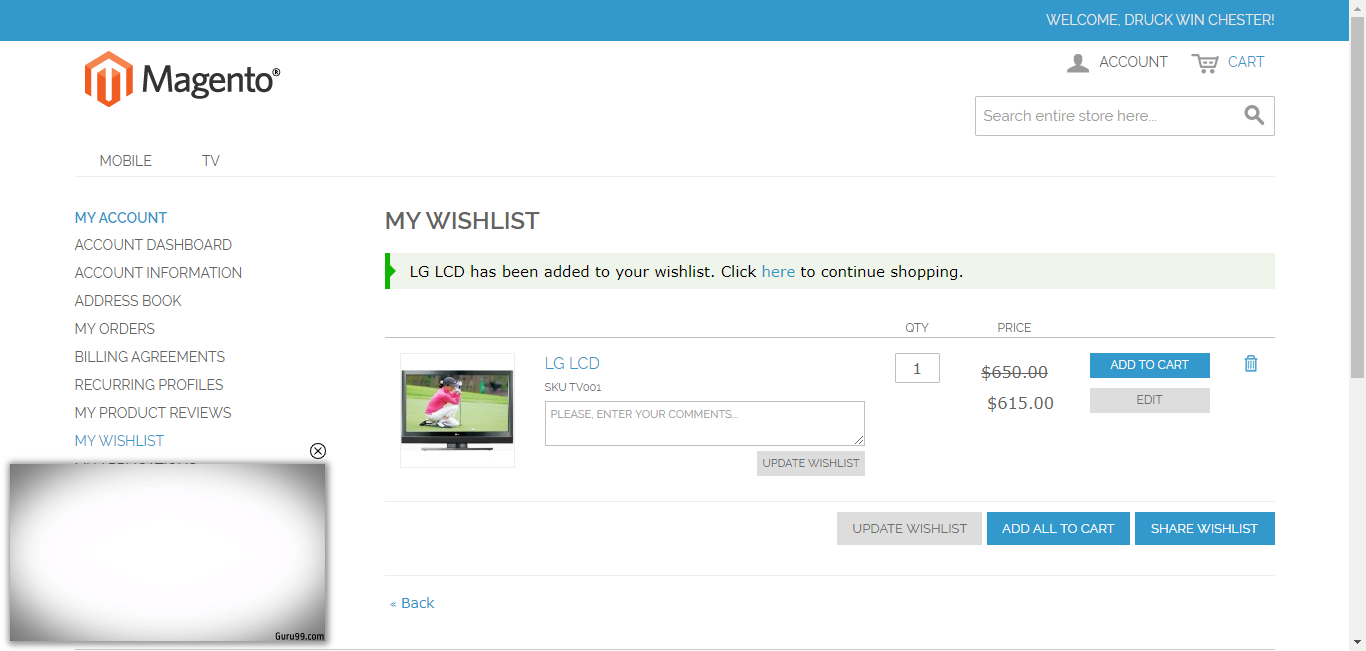 WELCOME, DRUCK WIN CHESTER!
Magento®
ACCOUNT
CART
Search entire store here...
MOBILE
TV
MY ACCOUNT
ACCOUNT DASHBOARD
ACCOUNT INFORMATION
ADDRESS BOOK
MY ORDERS
BILLING AGREEMENTS
RECURRING PROFILES
MY PRODUCT REVIEWS
MY WISHLIST
MY WISHLIST
LG LCD has been added to your wishlist. Click here to continue shopping.
QTY PRICE
LG LCD
SKU TV001
PLEASE, ENTER YOUR COMMENTS...
UPDATE WISHLIST
1
$650.00
$615.00
ADD TO CART
EDIT
UPDATE WISHLIST
ADD ALL TO CART
SHARE WISHLIST
« Back
Guru99.com